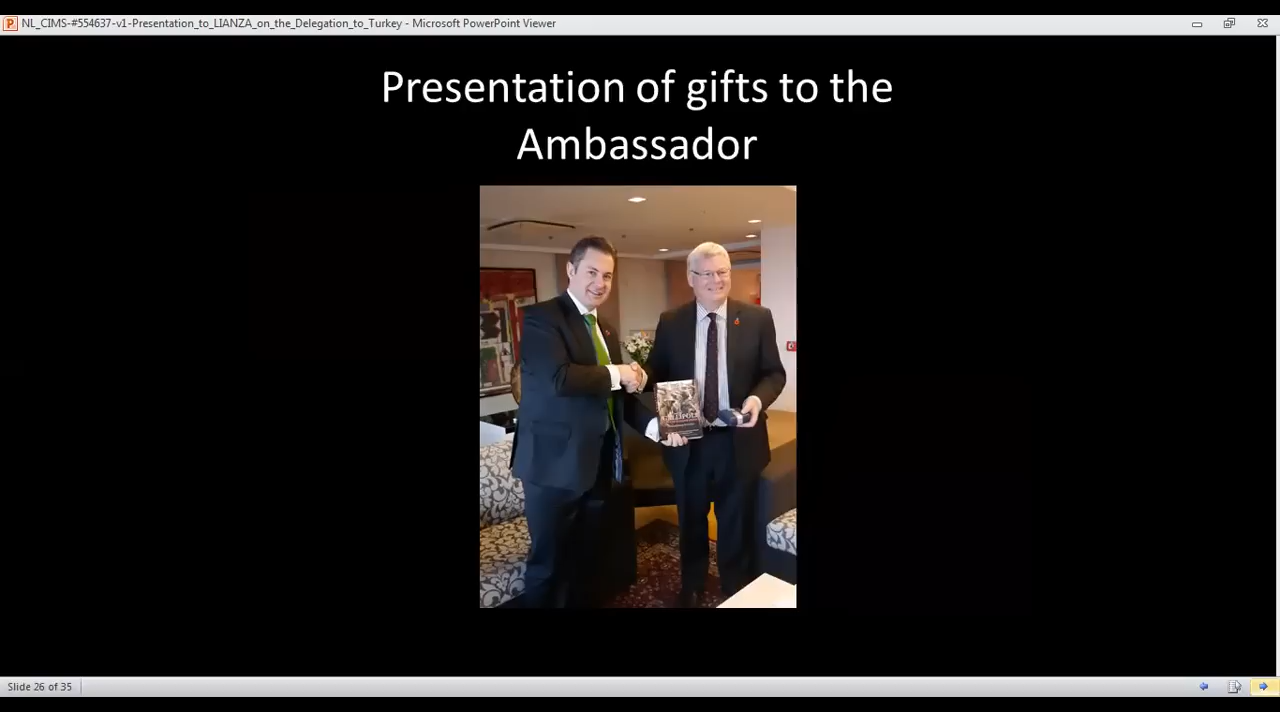 NL_CIMS-#554637-v1-Presentation_to_LIANZA_on_the_Delegation_to_Turkey - Microsoft PowerPoint Viewer
Presentation of gifts to the
Ambassador
Slide 26 of 35